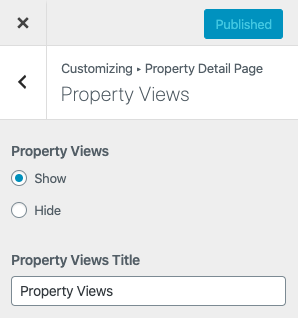 Published
Customizing ▸ Property Detail Page
Property Views
Property Views
Show
Hide
Property Views Title
Property Views